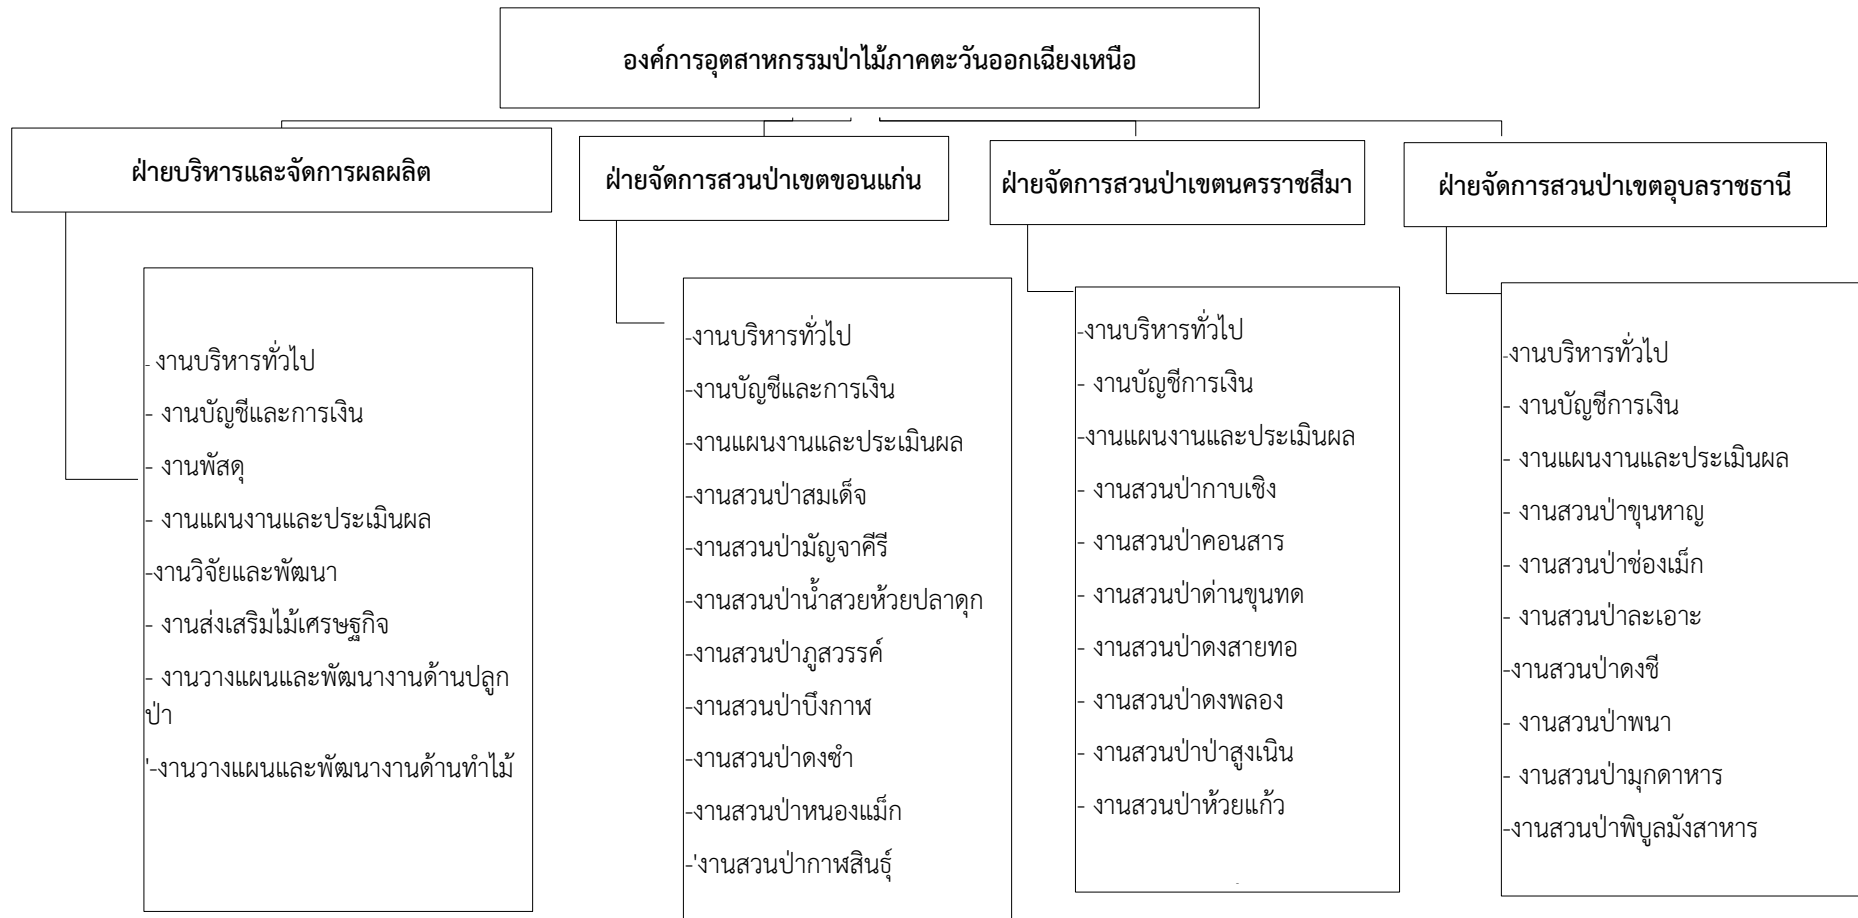 องค์การอุตสาหกรรมป่าไม้ภาคตะวันออกเฉียงเหนือ
ฝ่ายบริหารและจัดการผลผลิต
- งานบริหารทั่วไป
- งานบัญชีและการเงิน
- งานพัสดุ
- งานแผนงานและประเมินผล
-งานวิจัยและพัฒนา
- งานส่งเสริมไม้เศรษฐกิจ
- งานวางแผนและพัฒนางานด้านปลูก
ป่า
'-งานวางแผนและพัฒนางานด้านทำไม้
ฝ่ายจัดการสวนป่าเขตขอนแก่น
-งานบริหารทั่วไป
-งานบัญชีและการเงิน
-งานแผนงานและประเมินผล
-งานสวนป่าสมเด็จ
-งานสวนป่ามัญจาคีรี
-งานสวนป่าน้ำสวยห้วยปลาดุก
-งานสวนป่าภูสวรรค์
-งานสวนป่าบึงกาฬ
-งานสวนป่าดงซำ
-งานสวนป่าหนองแม็ก
-'งานสวนป่ากาฬสินธุ์
ฝ่ายจัดการสวนป่าเขตนครราชสีมา
-งานบริหารทั่วไป
- งานบัญชีการเงิน
-งานแผนงานและประเมินผล
- งานสวนป่ากาบเชิง
- งานสวนป่าคอนสาร
- งานสวนป่าด่านขุนทด
- งานสวนป่าดงสายทอ
- งานสวนป่าดงพลอง
- งานสวนป่าป่าสูงเนิน
- งานสวนป่าห้วยแก้ว
ฝ่ายจัดการสวนป่าเขตอุบลราชธานี
-งานบริหารทั่วไป
- งานบัญชีการเงิน
- งานแผนงานและประเมินผล
- งานสวนป่าขุนหาญ
- งานสวนป่าช่องเม็ก
- งานสวนป่าละเอาะ
-งานสวนป่าดงชี
- งานสวนป่าพนา
- งานสวนป่ามุกดาหาร
-งานสวนป่าพิบูลมังสาหาร